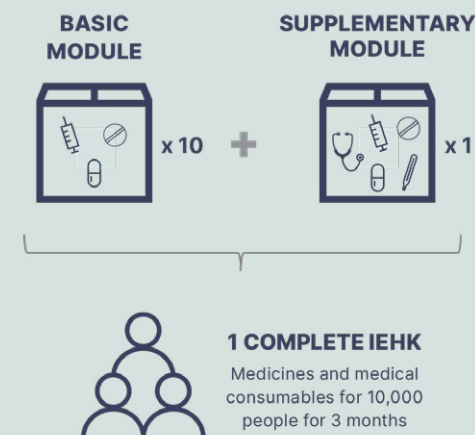 BASIC
MODULE
SUPPLEMENTARY
MODULE
x 10
x 1
1 COMPLETE IEHK
Medicines and medical
consumables for 10,000
people for 3 months